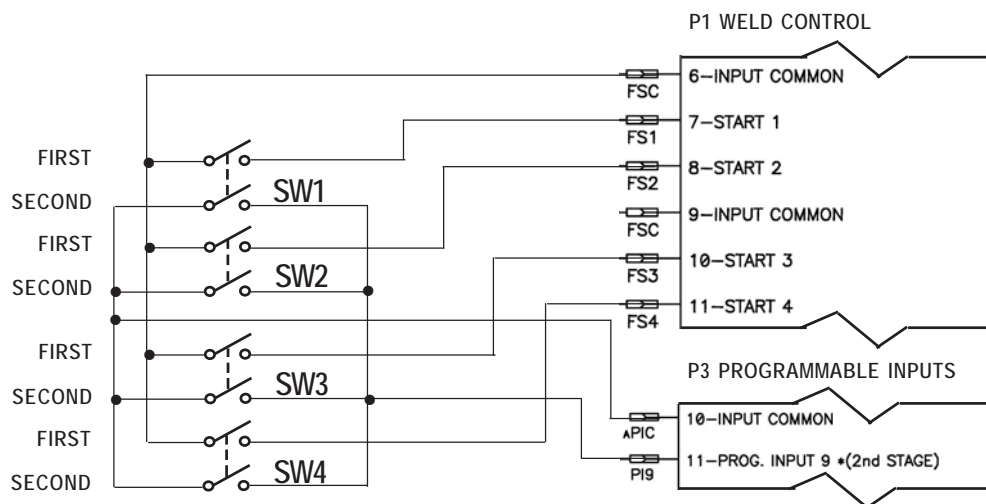 P1 WELD CONTROL
6–INPUT COMMON
FSC
7–START 1
FS1
FIRST
8–START 2
FS2
SECOND
SW1
9–INPUT COMMON
FSC
FIRST
10–START 3
FS3
SECOND
SW2
11–START 4
FS4
FIRST
P3 PROGRAMMABLE INPUTS
SECOND
SW3
10–INPUT COMMON
APIC
FIRST
11–PROG. INPUT 9 *(2nd STAGE)
PI9
SECOND
SW4